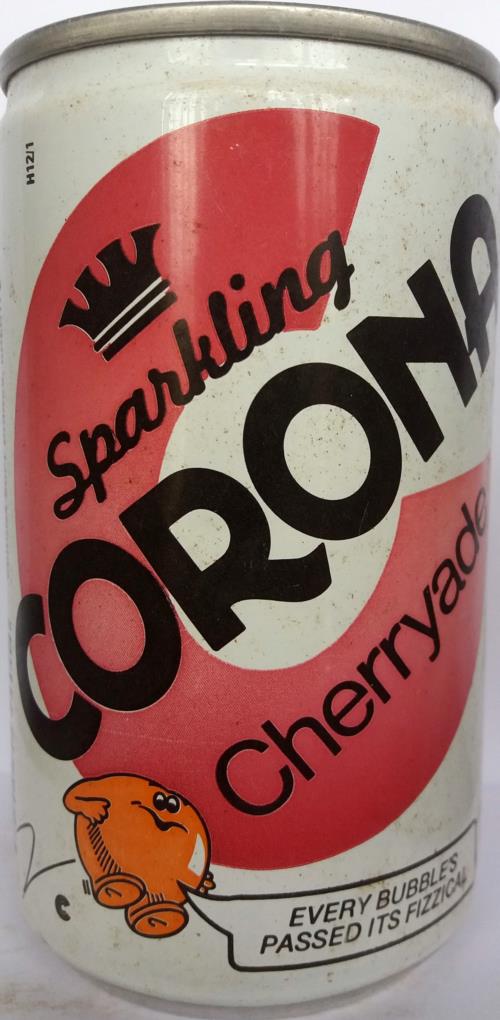 H12/1
Sparkling
CORONA
Cherryade
EVERY BUBBLE'S
PASSED ITS FIZZICAL